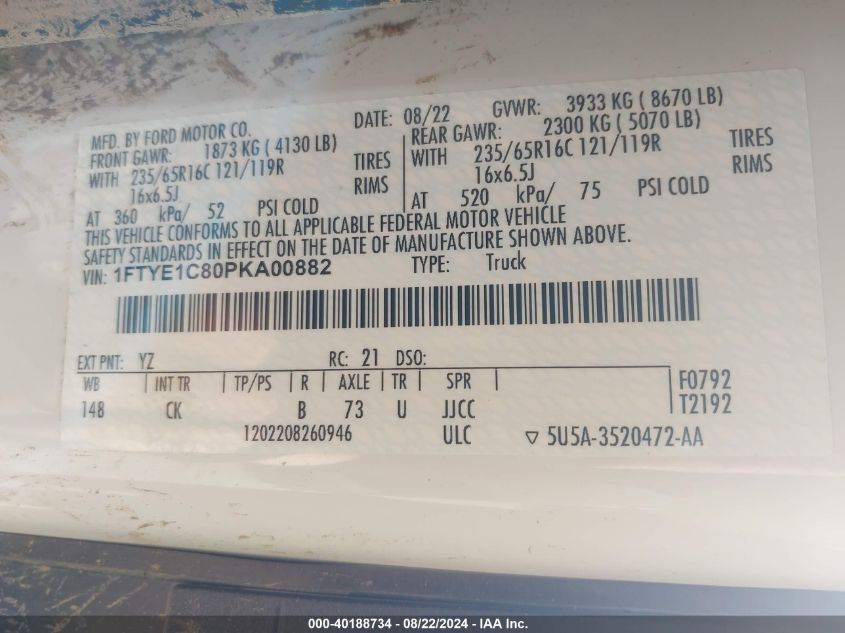 MFD. BY FORD MOTOR CO. DATE: 08/22 GVWR: 3933 KG ( 8670 LB)
FRONT GAWR: 1873 KG ( 4130 LB) REAR GAWR: 2300 KG ( 5070 LB)
WITH 235/65R16C 121/119R TIRES WITH 235/65R16C 121/119R TIRES
16x6.5J RIMS 16x6.5J RIMS
AT 360 kPa/ 52 PSI COLD AT 520 kPa/ 75 PSI COLD
THIS VEHICLE CONFORMS TO ALL APPLICABLE FEDERAL MOTOR VEHICLE
SAFETY STANDARDS IN EFFECT ON THE DATE OF MANUFACTURE SHOWN ABOVE.
VIN: 1FTYE1C80PKA00882 TYPE: Truck
EXT PNT: YZ RC: 21 DSO:
WB | INT TR | TP/PS | R | AXLE | TR | SPR | F0792
148 CK B 73 U JJCC T2192
1202208260946 ULC ▽ 5U5A-3520472-AA
000-40188734 - 08/22/2024 - IAA Inc.